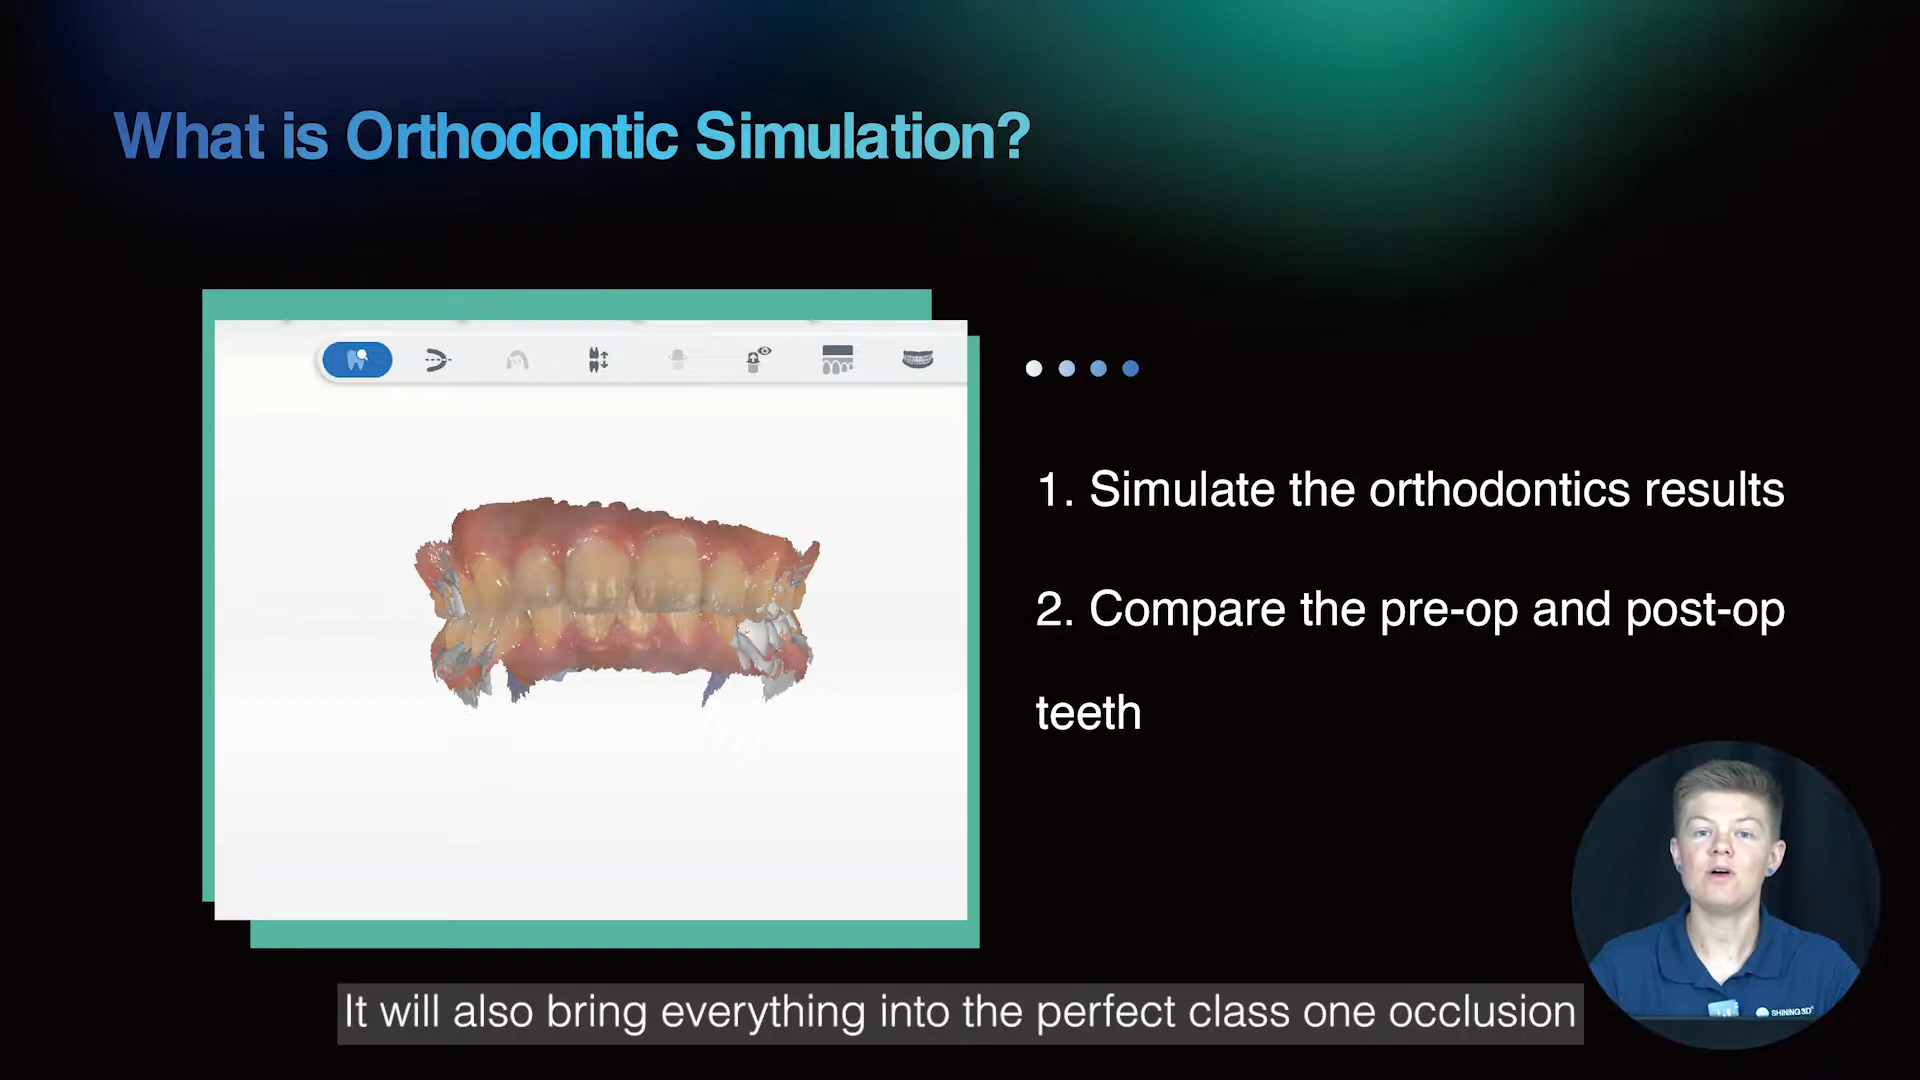 What is Orthodontic Simulation?
1. Simulate the orthodontics results
2. Compare the pre-op and post-op
teeth
SHINING3D
It will also bring everything into the perfect class one occlusion